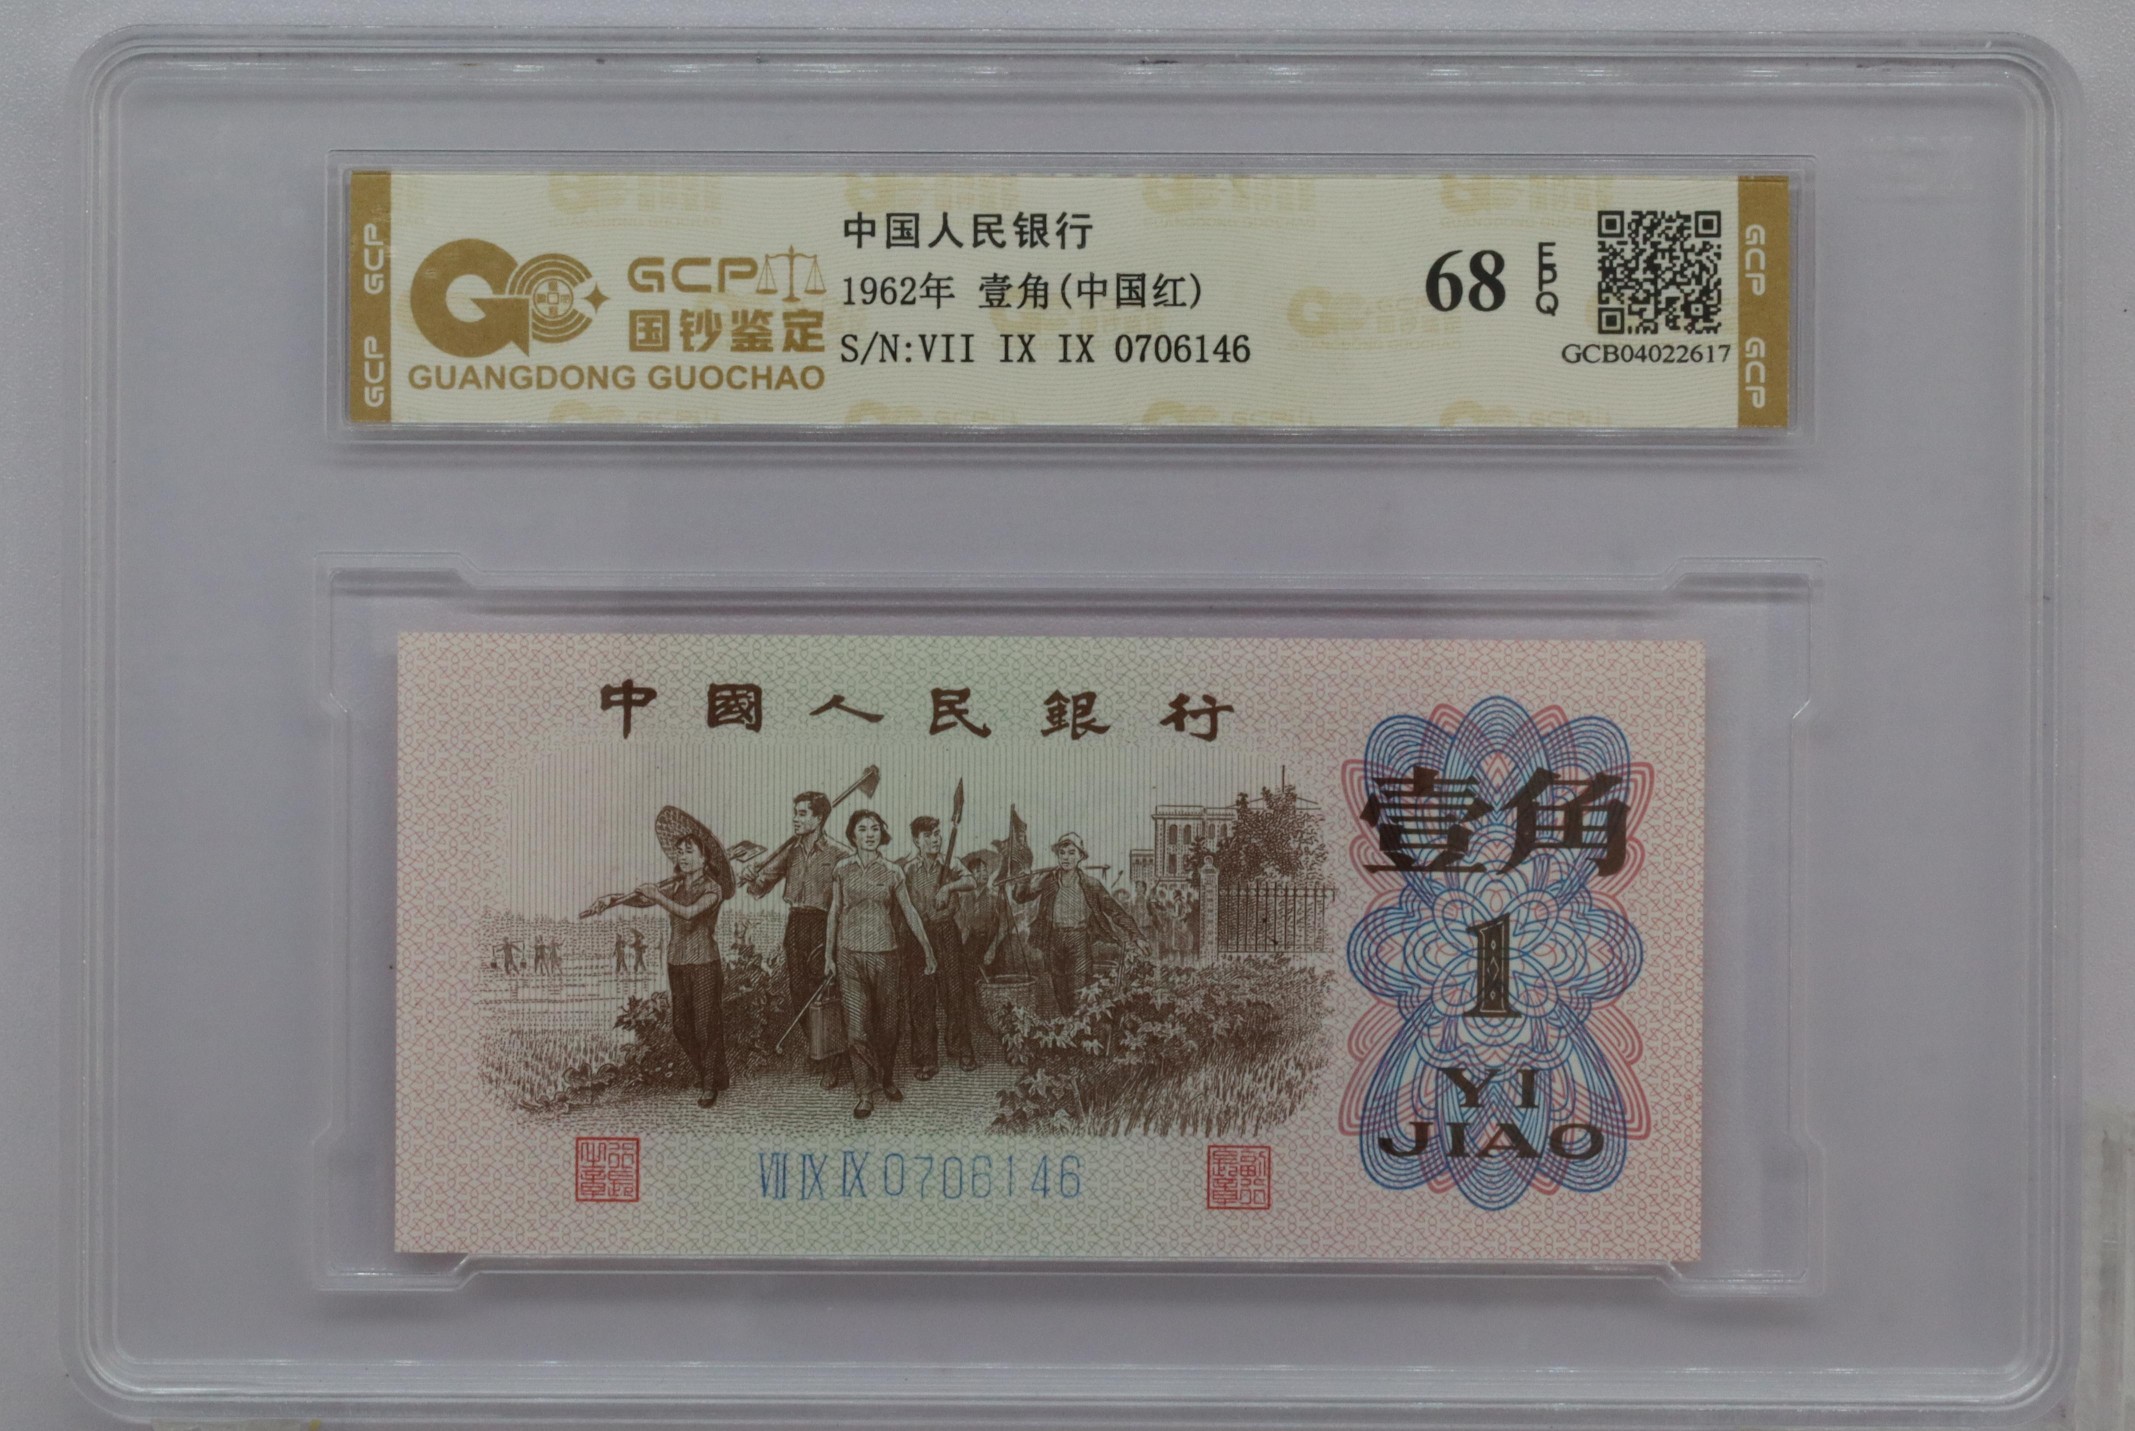 GCP GCP
GCP
国钞鉴定
GUANGDONG GUOCHAO
中国人民银行
1962年 壹角(中国红)
S/N:VII IX IX 0706146
68 EPQ
GCB04022617
GCP GCP
中國人民銀行
壹角
1
YI
JIAO
VII IX IX 0706146